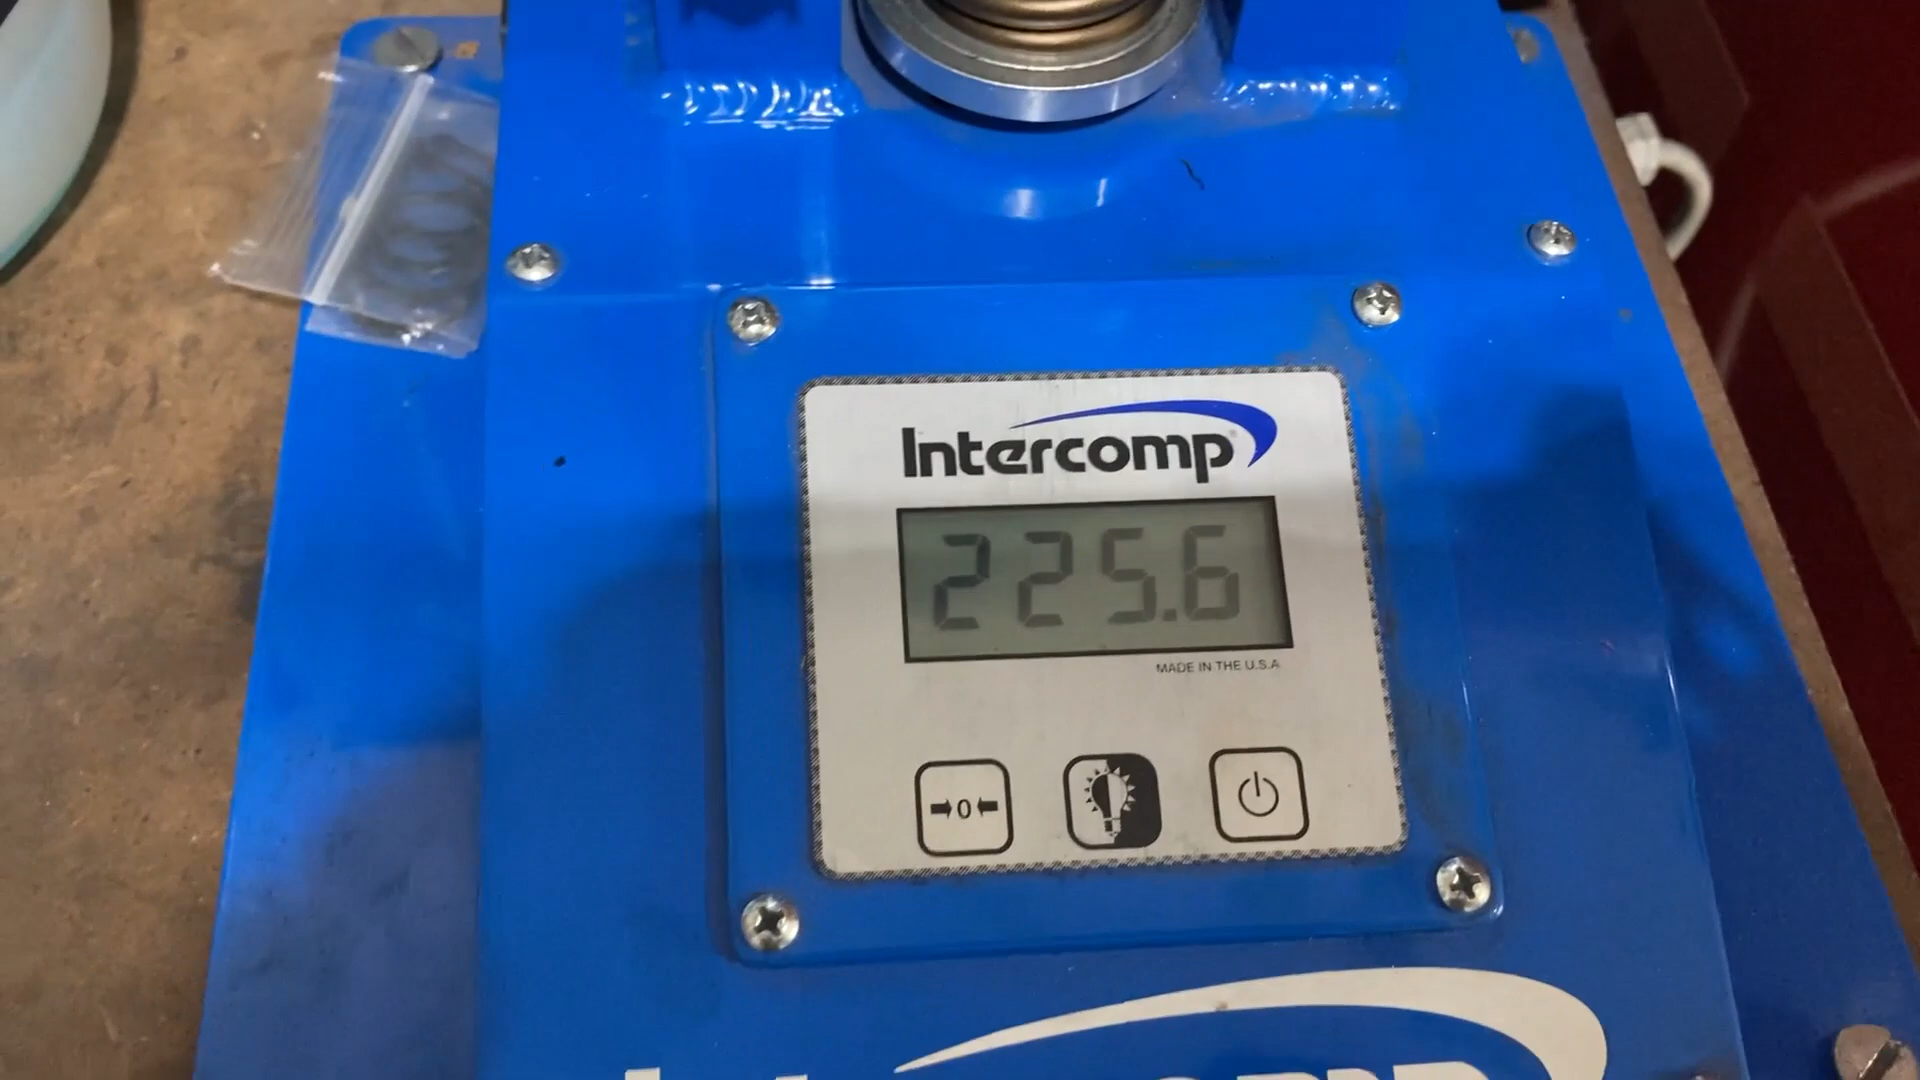 Intercomp
225.6
MADE IN THE U.S.A
→0←